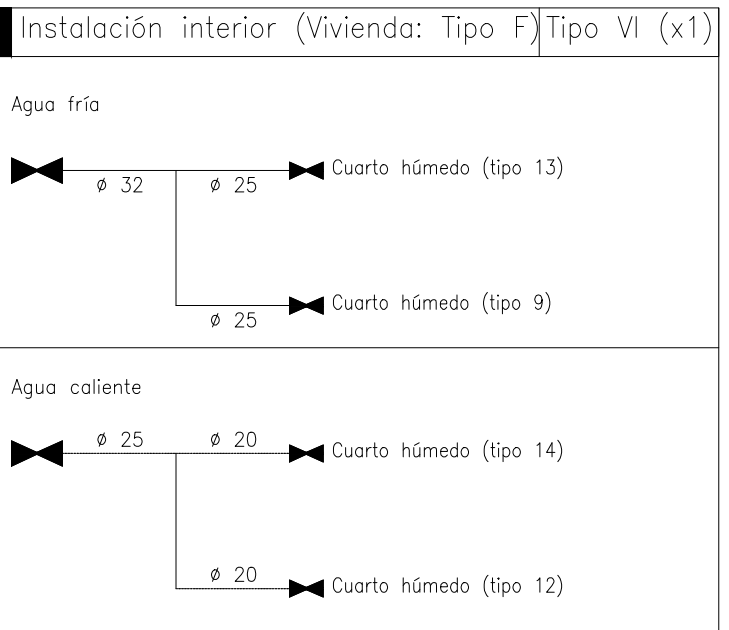 Instalación interior (Vivienda: Tipo F) Tipo VI (x1)
Agua fría
Cuarto húmedo (tipo 13)
ø 32 ø 25
Cuarto húmedo (tipo 9)
ø 25
Agua caliente
ø 25 ø 20
Cuarto húmedo (tipo 14)
ø 20
Cuarto húmedo (tipo 12)